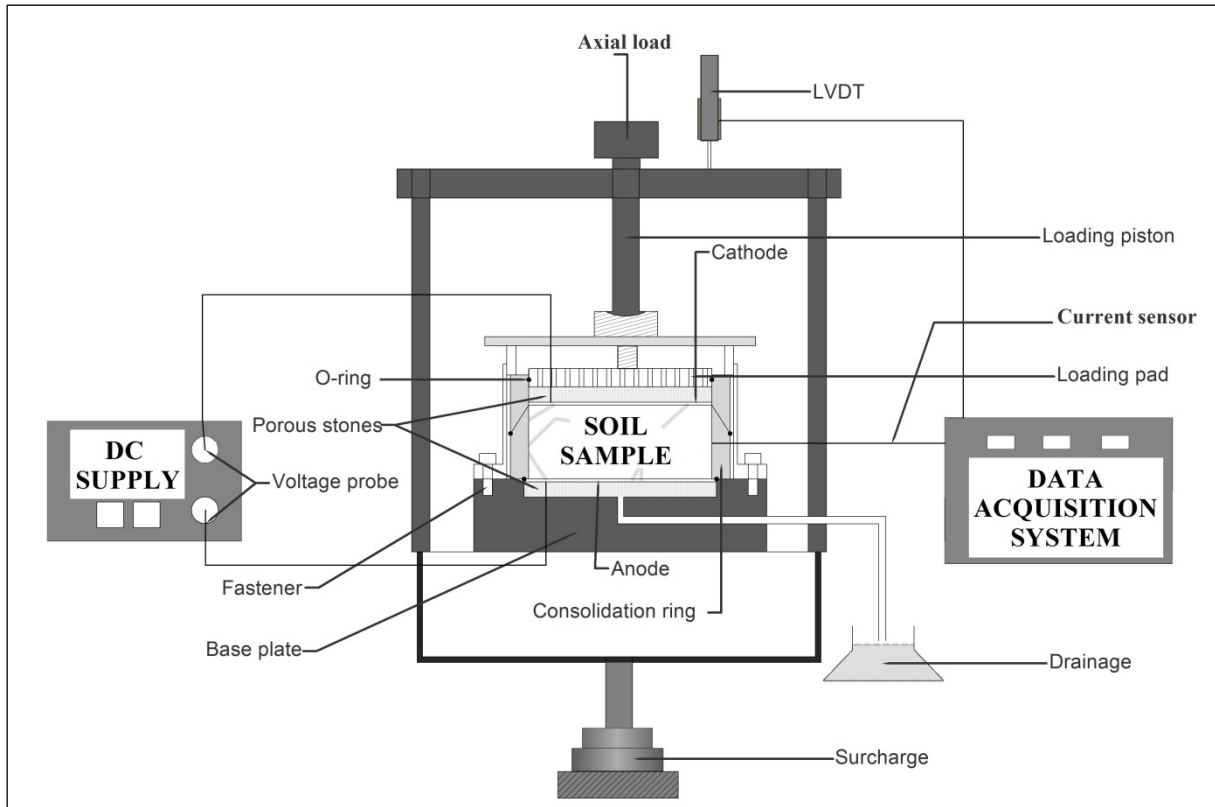 Axial load
LVDT
Loading piston
Cathode
Current sensor
O-ring
Loading pad
Porous stones
SOIL
SAMPLE
DC
SUPPLY
Voltage probe
DATA
ACQUISITION
SYSTEM
Fastener
Anode
Consolidation ring
Base plate
Drainage
Surcharge